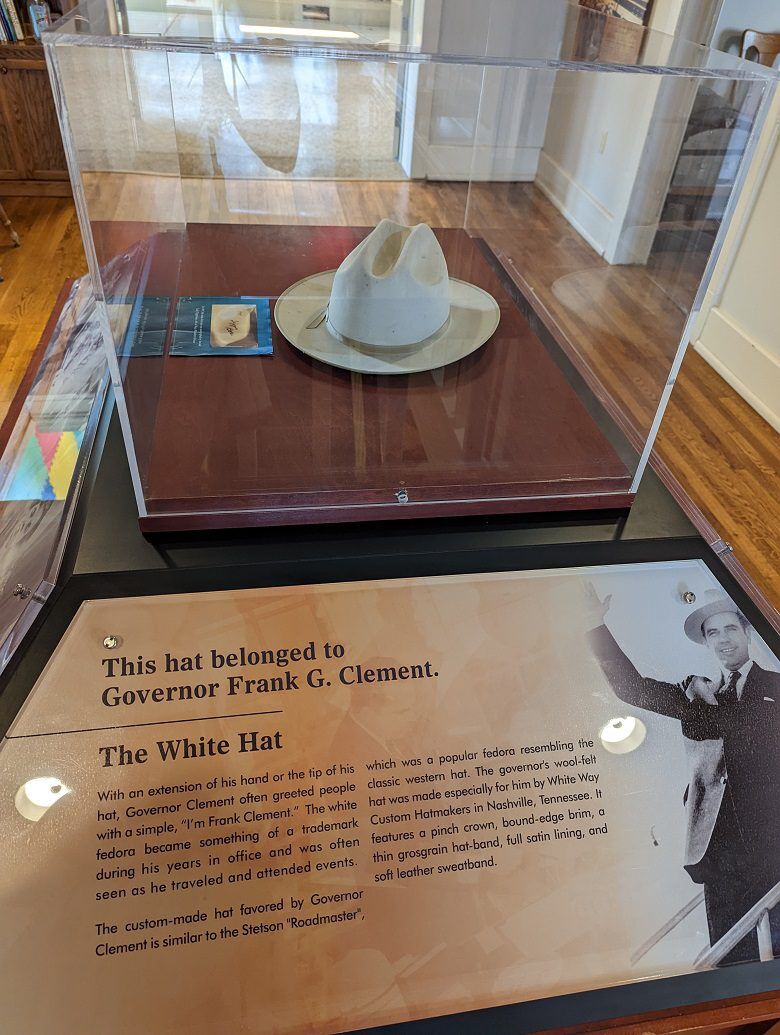 This hat belonged to
Governor Frank G. Clement.
The White Hat
With an extension of his hand or the tip of his
hat, Governor Clement often greeted people
with a simple, "I'm Frank Clement." The white
fedora became something of a trademark
during his years in office and was often
seen as he traveled and attended events.
The custom-made hat favored by Governor
Clement is similar to the Stetson "Roadmaster",
which was a popular fedora resembling the
classic western hat. The governor's wool-felt
hat was made especially for him by White Way
Custom Hatmakers in Nashville, Tennessee. It
features a pinch crown, bound-edge brim, a
thin grosgrain hat-band, full satin lining, and
soft leather sweatband.